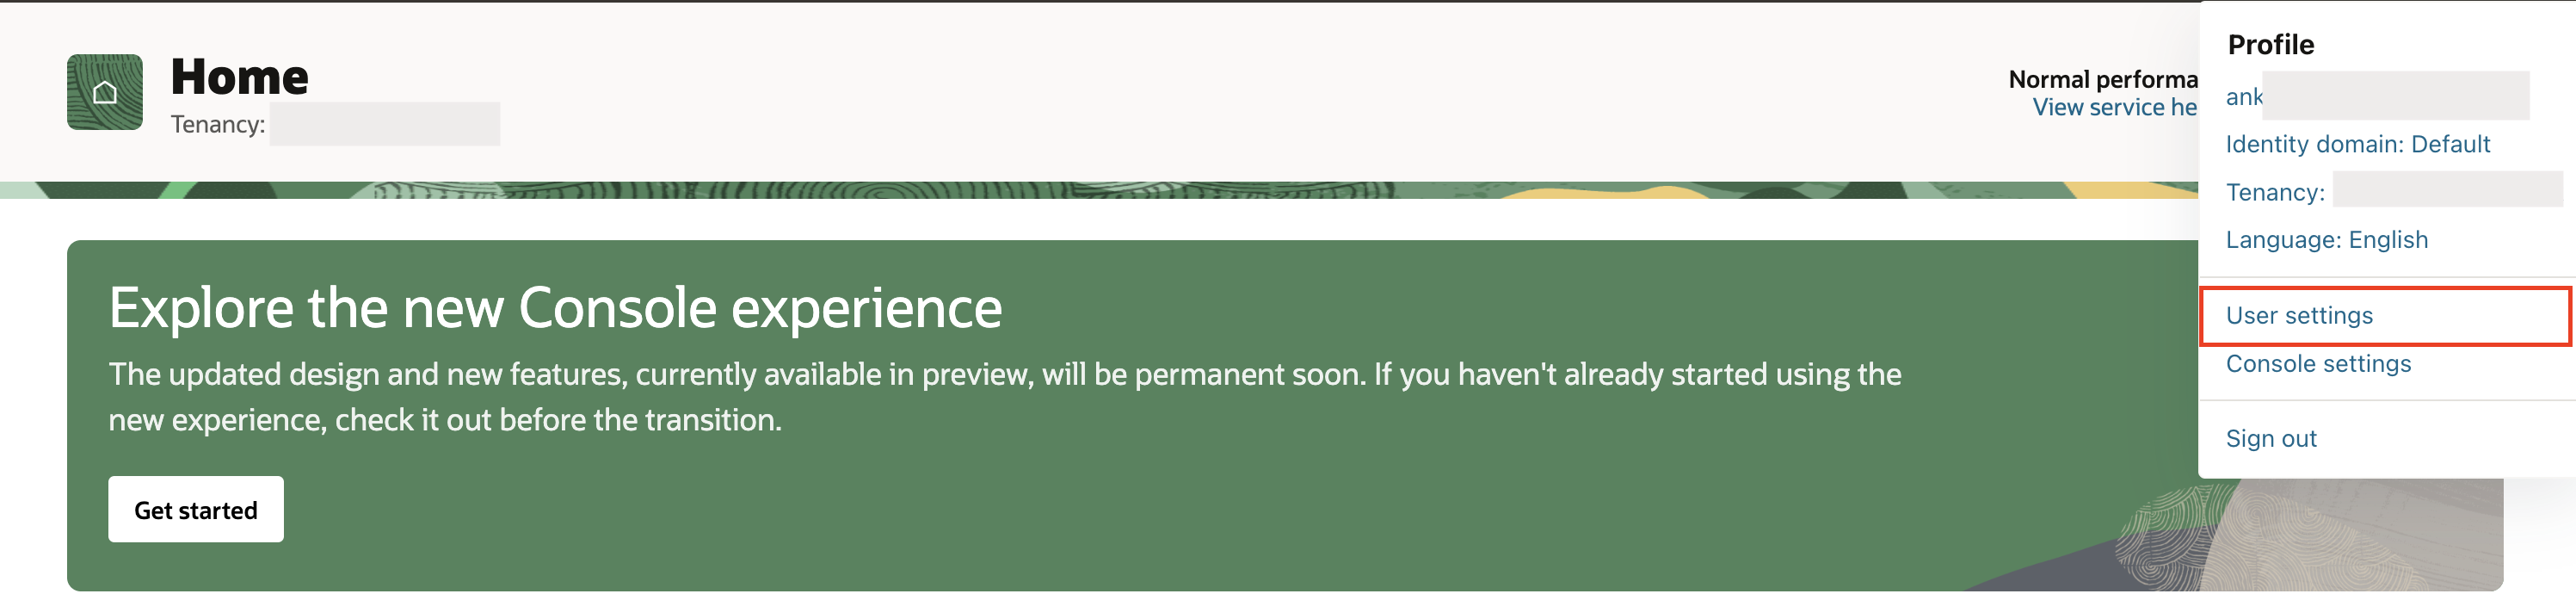 Home
Tenancy:
Normal performa
View service he
Explore the new Console experience
The updated design and new features, currently available in preview, will be permanent soon. If you haven't already started using the
new experience, check it out before the transition.
Get started
Profile
ank
Identity domain: Default
Tenancy:
Language: English
User settings
Console settings
Sign out